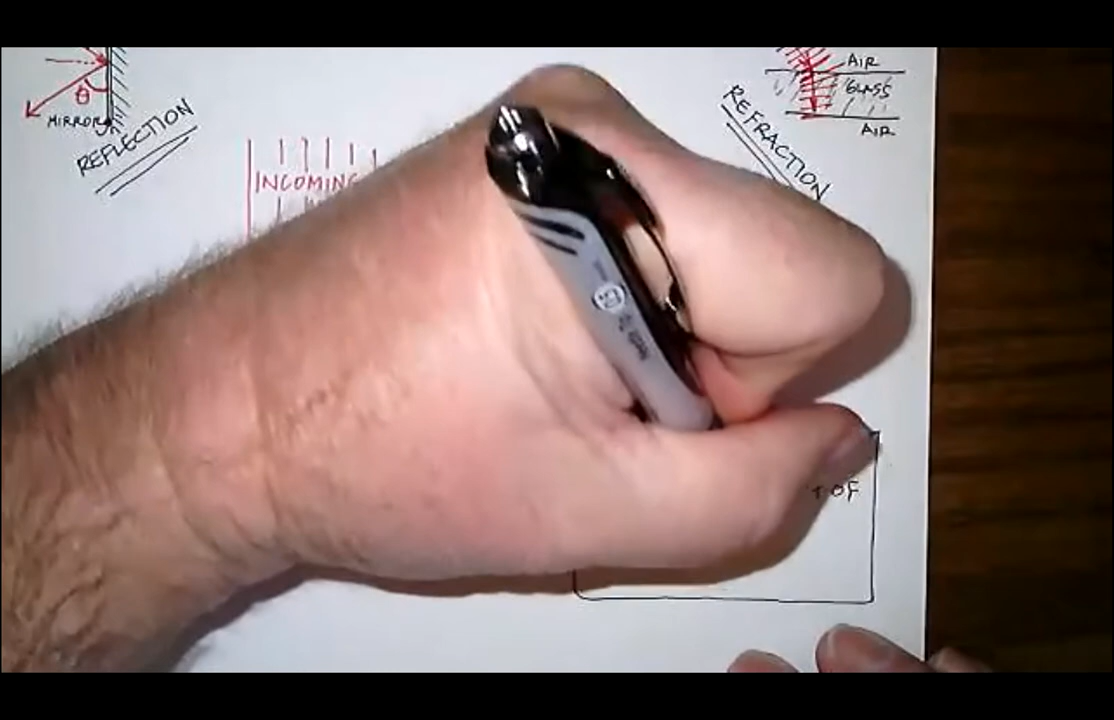 θ
MIRROR
REFLECTION
INCOMING
AIR
GLASS
AIR
REFRACTION
OF